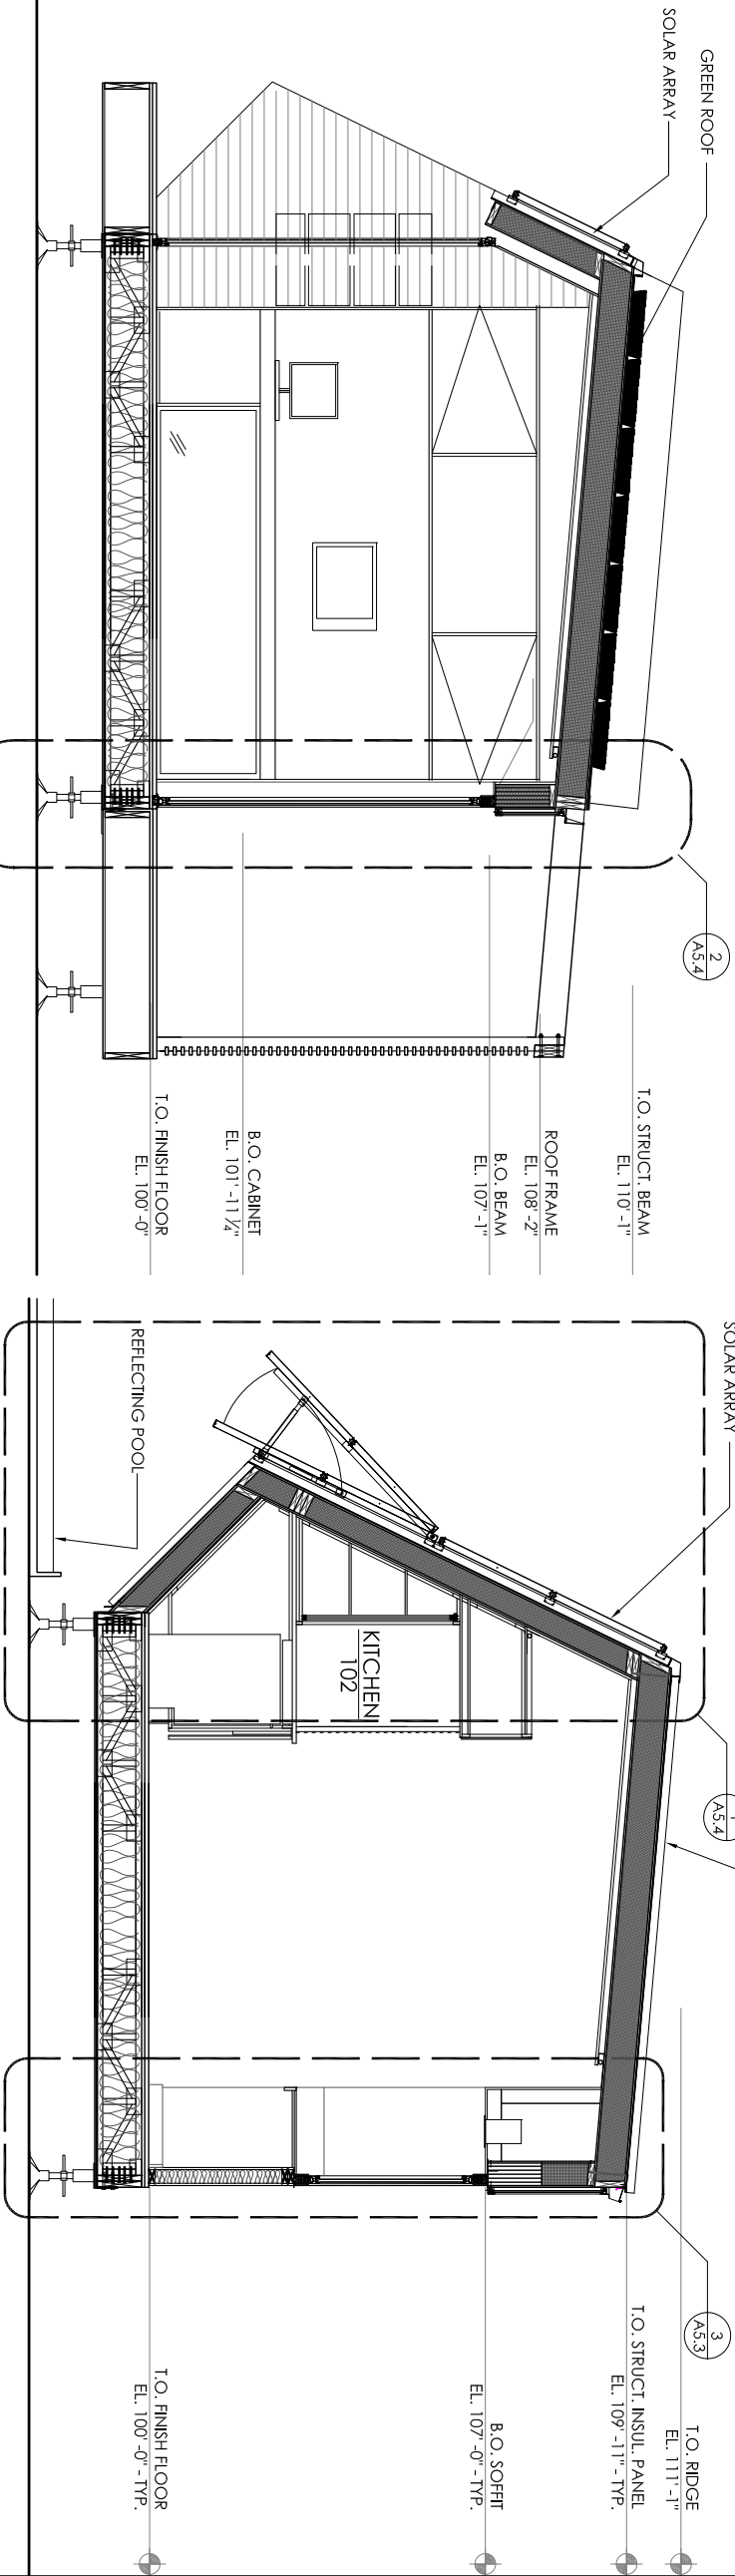 GREEN ROOF
SOLAR ARRAY
2
A5.4
T.O. STRUCT. BEAM
EL. 110' -1"
ROOF FRAME
EL. 108' -2"
B.O. BEAM
EL. 107' -1"
B.O. CABINET
EL. 101' -11 1/4"
T.O. FINISH FLOOR
EL. 100' -0"
SOLAR ARRAY
REFLECTING POOL
KITCHEN
102
A5.4
3
A5.3
T.O. RIDGE
EL. 111' -1"
T.O. STRUCT. INSUL. PANEL
EL. 109' -11" - TYP.
B.O. SOFFIT
EL. 107' -0" - TYP.
T.O. FINISH FLOOR
EL. 100' -0" - TYP.